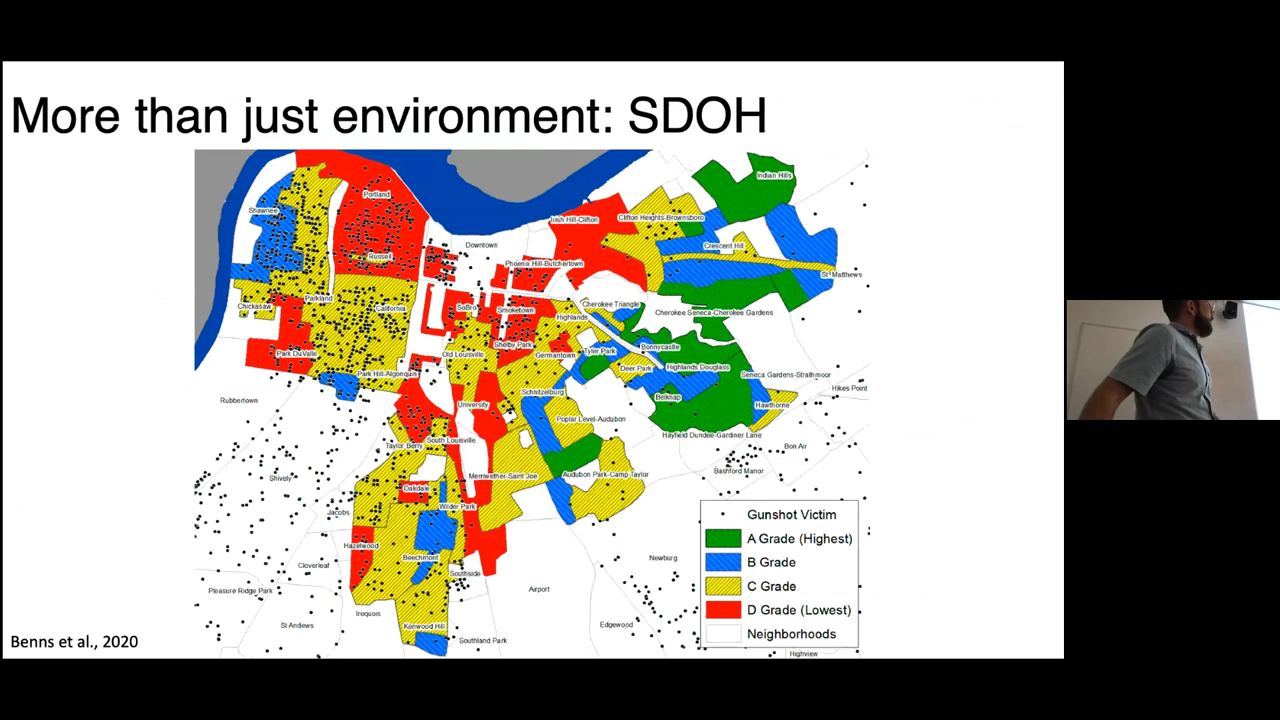 More than just environment: SDOH
Indian Hills
Portland
Shawnee
Irish Hill-Clifton
Clifton Heights-Brownsboro
Downtown
Crescent Hill
Russell
Phoenix Hill-Butchertown
St. Matthews
Parkland
Chickasaw
California
SoBro
Smoketown
Cherokee Triangle
Highlands
Cherokee Seneca-Cherokee Gardens
Shelby Park
Park DuValle
Old Louisville
Germantown
Tyler Park
Bonnycastle
Deer Park
Highlands Douglass
Park Hill-Algonquin
Seneca Gardens-Strathmoor
Hikes Point
Schnitzelburg
Belknap
Rubbertown
University
Hawthorne
Poplar Level-Audubon
Hayfield Dundee-Gardiner Lane
South Louisville
Taylor Berry
Bon Air
Bashford Manor
Shively
Merriwether-Saint Joe
Audubon Park-Camp Taylor
Oakdale
Wilder Park
Jacobs
Hazelwood
Beechmont
Cloverleaf
Southside
Newburg
Pleasure Ridge Park
Airport
Iroquois
St Andrews
Kenwood Hill
Southland Park
Edgewood
Highview
Gunshot Victim
A Grade (Highest)
B Grade
C Grade
D Grade (Lowest)
Neighborhoods
Benns et al., 2020